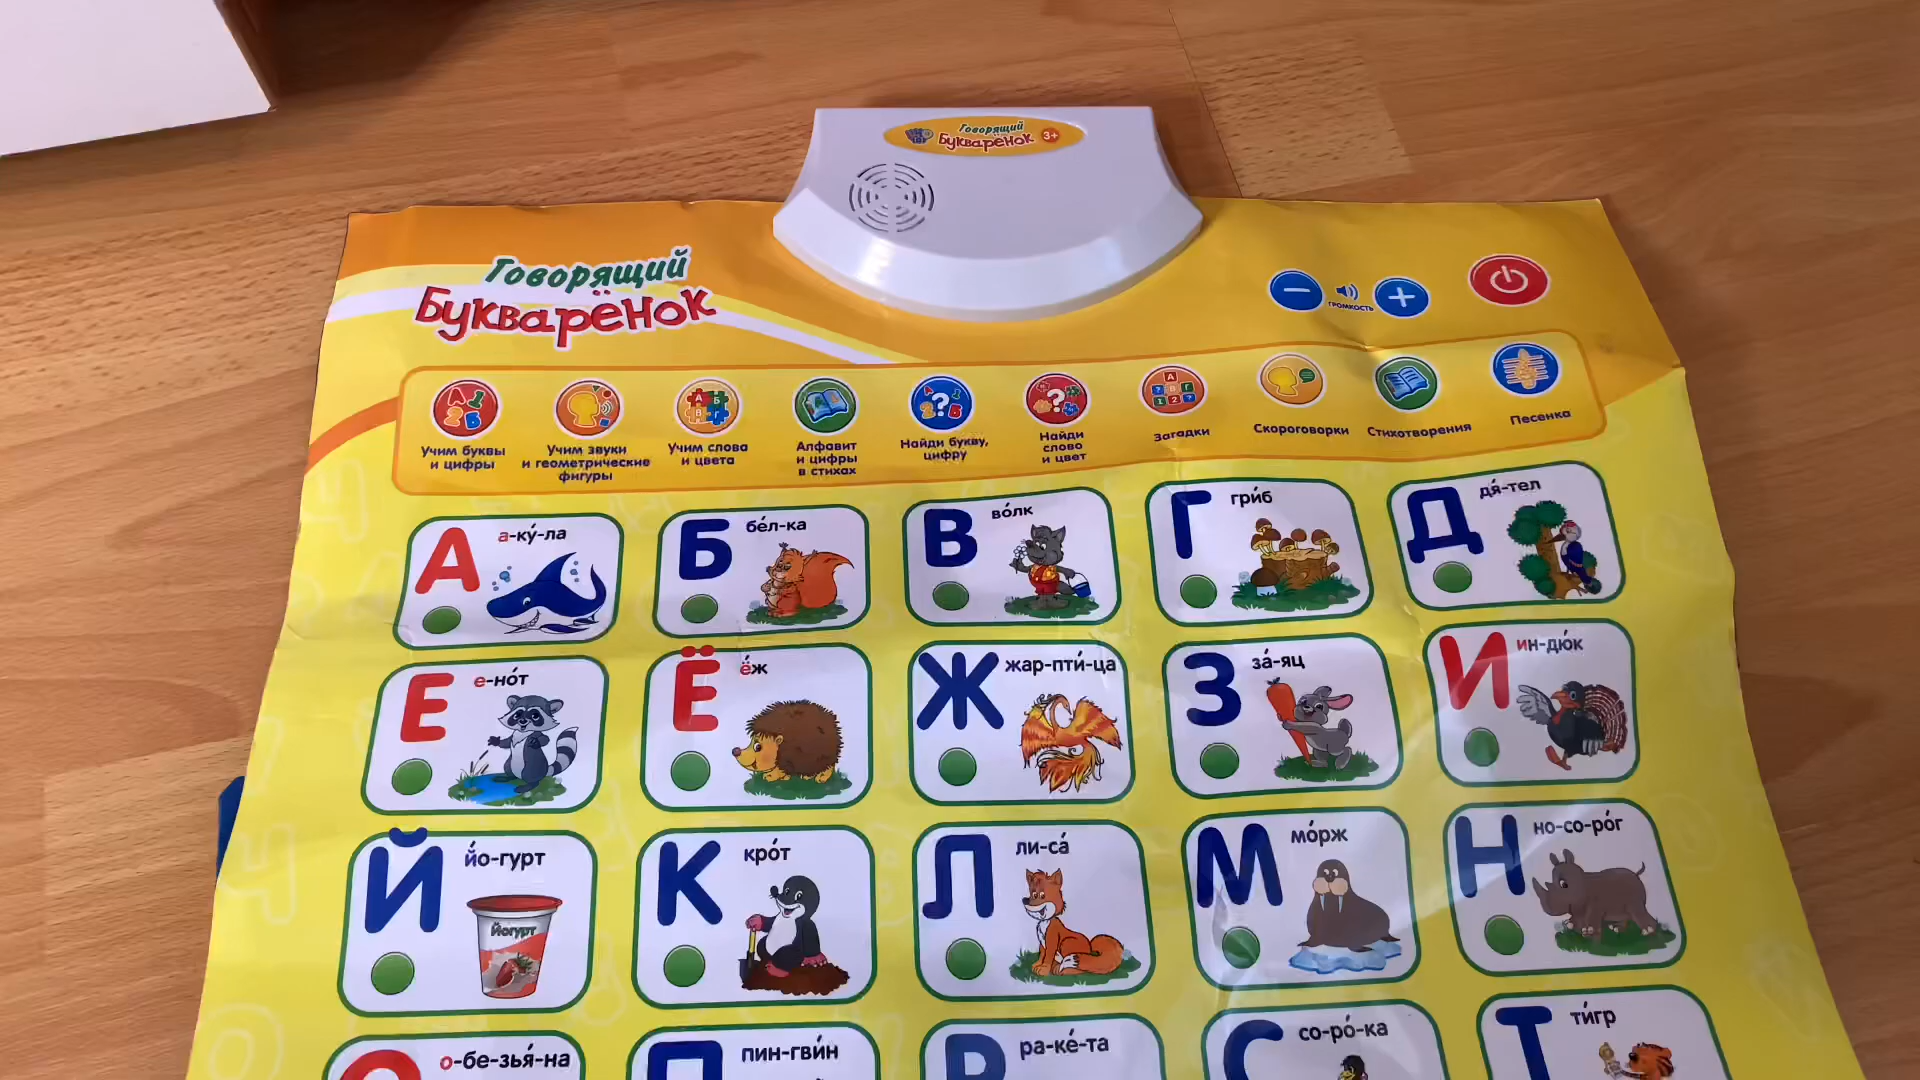 Говорящий
Букварёнок 3+
Говорящий
Букварёнок
ГРОМКОСТЬ
Учим буквы
и цифры
Учим звуки
и геометрические
фигуры
Учим слова
и цвета
Алфавит
и цифры
в стихах
Найди букву,
цифру
Найди
слово
и цвет
Загадки
Скороговорки
Стихотворения
Песенка
А а-ку́-ла
Б бе́л-ка
В во́лк
Г гри́б
Д дя́-тел
Е е-но́т
Ё ёж
Ж жар-пти́-ца
З за́-яц
И ин-дю́к
Й йо́-гурт
Йогурт
К кро́т
Л ли-са́
М мо́рж
Н но-со-ро́г
О о-бе-зья́-на
П пин-гви́н
Р ра-ке́-та
С со-ро́-ка
Т ти́гр